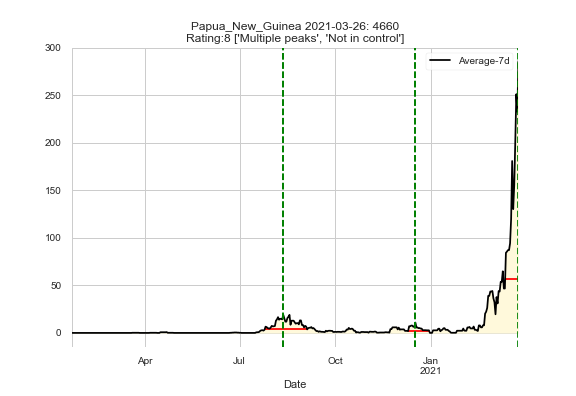 Papua_New_Guinea 2021-03-26: 4660
Rating:8 ['Multiple peaks', 'Not in control']
Average-7d
300
250
200
150
100
50
0
Apr
Jul
Oct
Jan
2021
Date